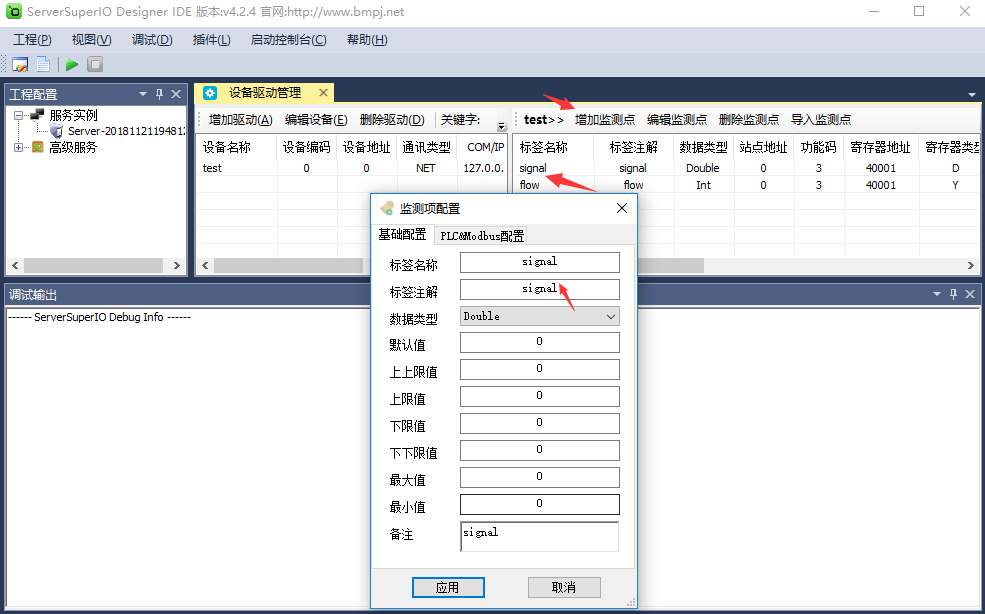 ServerSuperIO Designer IDE 版本:v4.2.4 官网:http://www.bmpj.net
工程(P) 视图(V) 调试(D) 插件(L) 启动控制台(C) 帮助(H)
工程配置
服务实例
Server-2018112119481
高级服务
设备驱动管理
增加驱动(A) 编辑设备(E) 删除驱动(D) 关键字:
设备名称 设备编码 设备地址 通讯类型 COM/IP
test 0 0 NET 127.0.0.
test>> 增加监测点 编辑监测点 删除监测点 导入监测点
标签名称 标签注解 数据类型 站点地址 功能码 寄存器地址 寄存器类型
signal signal Double 0 3 40001 D
flow flow Int 0 3 40001 Y
监测项配置
基础配置 PLC&Modbus配置
标签名称 signal
标签注解 signal
数据类型 Double
默认值 0
上上限值 0
上限值 0
下限值 0
下下限值 0
最大值 0
最小值 0
备注 signal
应用 取消
调试输出
------ ServerSuperIO Debug Info ------